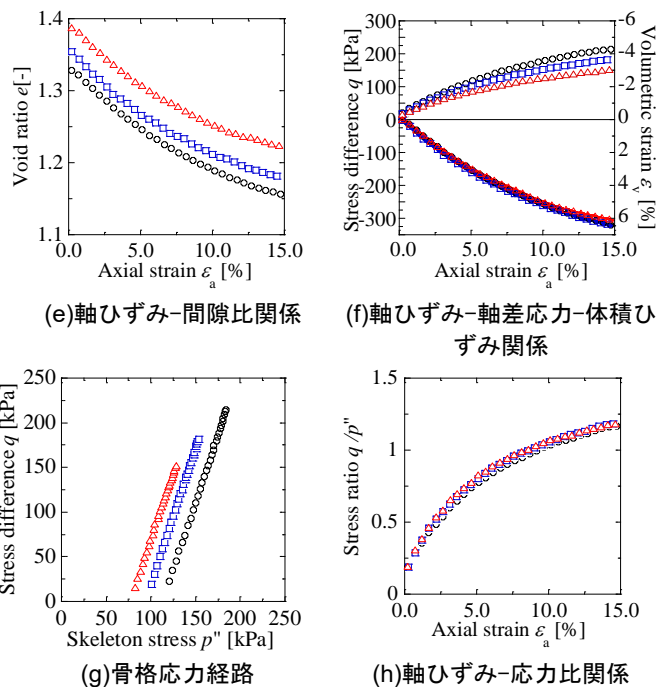 1.4
1.3
1.2
1.1
Void ratio e[-]
0.0 5.0 10.0 15.0
Axial strain εa [%]
(e)軸ひずみ-間隙比関係
300
200
100
0
100
200
300
Stress difference q Stress difference q [kPa]
-6
-4
-2
0
2
4
6
Volumetric strain εv [%]
0.0 5.0 10.0 15.0
Axial strain εa [%]
(f)軸ひずみ-軸差応力-体積ひ
ずみ関係
250
200
150
100
50
0
Stress difference q [kPa]
0 50 100 150 200 250
Skeleton stress p" [kPa]
(g)骨格応力経路
1.5
1
0.5
0
Stress ratio q /p"
0.0 5.0 10.0 15.0
Axial strain εa [%]
(h)軸ひずみ-応力比関係